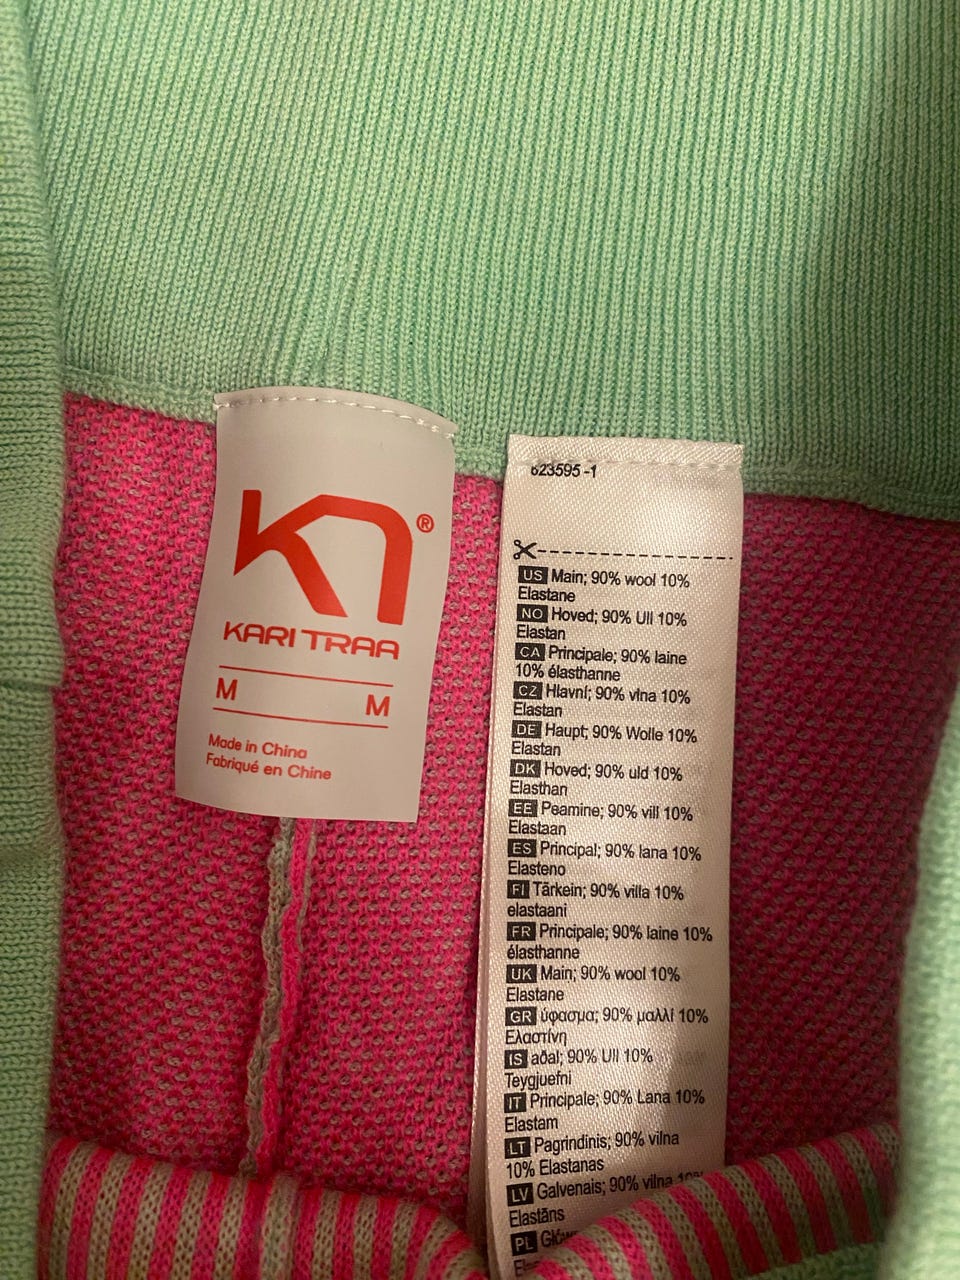 KARI TRAA
®
M M
Made in China
Fabriqué en Chine
623595 -1
US Main; 90% wool 10%
Elastane
NO Hoved; 90% Ull 10%
Elastan
CA Principale; 90% laine
10% élasthanne
CZ Hlavní; 90% vlna 10%
Elastan
DE Haupt; 90% Wolle 10%
Elastan
DK Hoved; 90% uld 10%
Elasthan
EE Peamine; 90% vill 10%
Elastaan
ES Principal; 90% lana 10%
Elasteno
FI Tärkein; 90% villa 10%
elastaani
FR Principale; 90% laine 10%
élasthanne
UK Main; 90% wool 10%
Elastane
GR ύφασμα; 90% μαλλί 10%
Ελαστίνη
IS aðal; 90% Ull 10%
Teygjuefni
IT Principale; 90% Lana 10%
Elastam
LT Pagrindinis; 90% vilna
10% Elastanas
LV Galvenais; 90% vilna 10%
Elastāns
PL